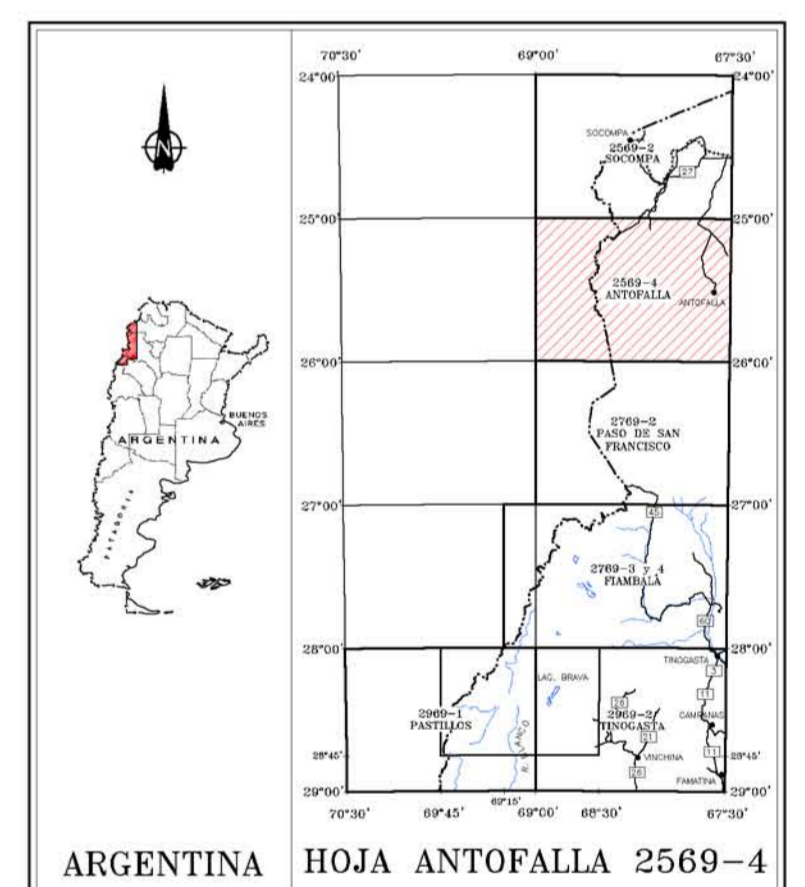 70°30'
69°00'
67°30'
24°00'
24°00'
N
SOCOMPA
2569-2
SOCOMPA
27
25°00'
25°00'
2569-4
ANTOFALLA
ANTOFALLA
26°00'
26°00'
BUENOS
AIRES
ARGENTINA
PATAGONIA
2769-2
PASO DE SAN
FRANCISCO
27°00'
27°00'
45
2769-3 y 4
FIAMBALÁ
60
28°00'
28°00'
TINOGASTA
3
LAG. BRAVA
11
2969-1
PASTILLOS
26
2969-2
TINOGASTA
CAMPANAS
R. BLANCO
21
11
28°45'
28°45'
VINCHINA
26
FAMATINA
29°00'
29°00'
70°30'
69°45'
69°15'
69°00'
68°30'
67°30'
ARGENTINA
HOJA ANTOFALLA 2569-4